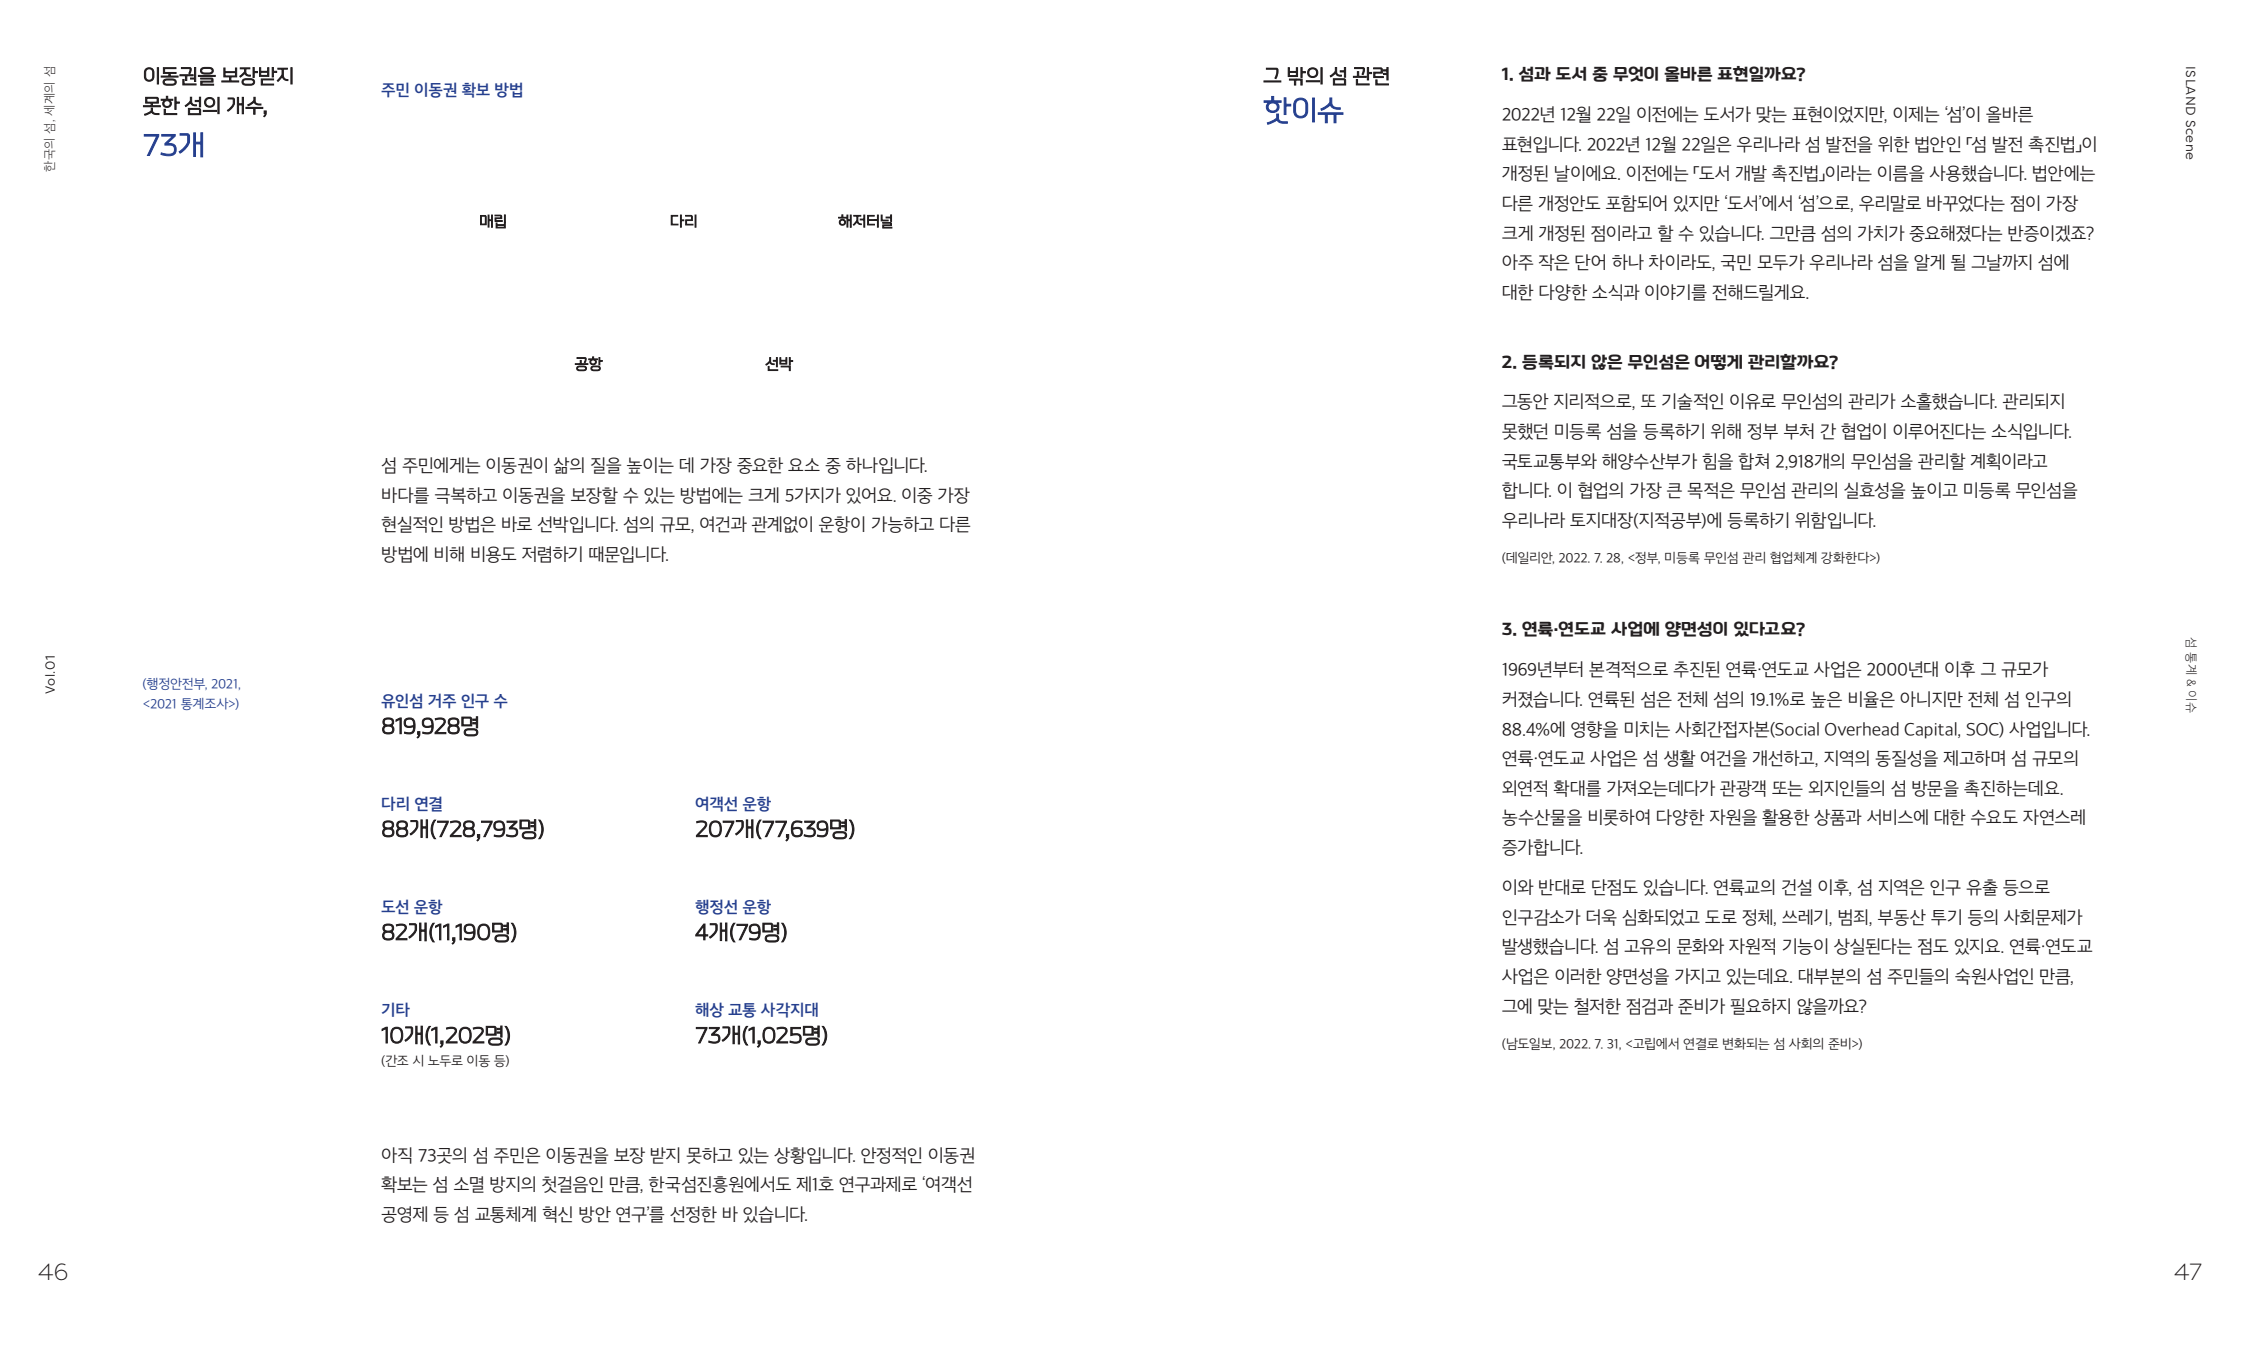 한국의 섬, 세계의 섬
Vol.01
이동권을 보장받지
못한 섬의 개수,
73개
주민 이동권 확보 방법
매립
다리
해저터널
공항
선박
섬 주민에게는 이동권이 삶의 질을 높이는 데 가장 중요한 요소 중 하나입니다.
바다를 극복하고 이동권을 보장할 수 있는 방법에는 크게 5가지가 있어요. 이중 가장
현실적인 방법은 바로 선박입니다. 섬의 규모, 여건과 관계없이 운항이 가능하고 다른
방법에 비해 비용도 저렴하기 때문입니다.
(행정안전부, 2021,
<2021 통계조사>)
유인섬 거주 인구 수
819,928명
다리 연결
88개(728,793명)
여객선 운항
207개(77,639명)
도선 운항
82개(11,190명)
행정선 운항
4개(79명)
기타
10개(1,202명)
(간조 시 노두로 이동 등)
해상 교통 사각지대
73개(1,025명)
아직 73곳의 섬 주민은 이동권을 보장 받지 못하고 있는 상황입니다. 안정적인 이동권
확보는 섬 소멸 방지의 첫걸음인 만큼, 한국섬진흥원에서도 제1호 연구과제로 ‘여객선
공영제 등 섬 교통체계 혁신 방안 연구’를 선정한 바 있습니다.
46
그 밖의 섬 관련
핫이슈
1. 섬과 도서 중 무엇이 올바른 표현일까요?
2022년 12월 22일 이전에는 도서가 맞는 표현이었지만, 이제는 ‘섬’이 올바른
표현입니다. 2022년 12월 22일은 우리나라 섬 발전을 위한 법안인 「섬 발전 촉진법」이
개정된 날이에요. 이전에는 「도서 개발 촉진법」이라는 이름을 사용했습니다. 법안에는
다른 개정안도 포함되어 있지만 ‘도서’에서 ‘섬’으로, 우리말로 바꾸었다는 점이 가장
크게 개정된 점이라고 할 수 있습니다. 그만큼 섬의 가치가 중요해졌다는 반증이겠죠?
아주 작은 단어 하나 차이라도, 국민 모두가 우리나라 섬을 알게 될 그날까지 섬에
대한 다양한 소식과 이야기를 전해드릴게요.
2. 등록되지 않은 무인섬은 어떻게 관리할까요?
그동안 지리적으로, 또 기술적인 이유로 무인섬의 관리가 소홀했습니다. 관리되지
못했던 미등록 섬을 등록하기 위해 정부 부처 간 협업이 이루어진다는 소식입니다.
국토교통부와 해양수산부가 힘을 합쳐 2,918개의 무인섬을 관리할 계획이라고
합니다. 이 협업의 가장 큰 목적은 무인섬 관리의 실효성을 높이고 미등록 무인섬을
우리나라 토지대장(지적공부)에 등록하기 위함입니다.
(데일리안, 2022. 7. 28, <정부, 미등록 무인섬 관리 협업체계 강화한다>)
3. 연륙·연도교 사업에 양면성이 있다고요?
1969년부터 본격적으로 추진된 연륙·연도교 사업은 2000년대 이후 그 규모가
커졌습니다. 연륙된 섬은 전체 섬의 19.1%로 높은 비율은 아니지만 전체 섬 인구의
88.4%에 영향을 미치는 사회간접자본(Social Overhead Capital, SOC) 사업입니다.
연륙·연도교 사업은 섬 생활 여건을 개선하고, 지역의 동질성을 제고하며 섬 규모의
외연적 확대를 가져오는데다가 관광객 또는 외지인들의 섬 방문을 촉진하는데요.
농수산물을 비롯하여 다양한 자원을 활용한 상품과 서비스에 대한 수요도 자연스레
증가합니다.
이와 반대로 단점도 있습니다. 연륙교의 건설 이후, 섬 지역은 인구 유출 등으로
인구감소가 더욱 심화되었고 도로 정체, 쓰레기, 범죄, 부동산 투기 등의 사회문제가
발생했습니다. 섬 고유의 문화와 자원적 기능이 상실된다는 점도 있지요. 연륙·연도교
사업은 이러한 양면성을 가지고 있는데요. 대부분의 섬 주민들의 숙원사업인 만큼,
그에 맞는 철저한 점검과 준비가 필요하지 않을까요?
(남도일보, 2022. 7. 31, <고립에서 연결로 변화되는 섬 사회의 준비>)
ISLAND Scene
섬 통계 & 이슈
47